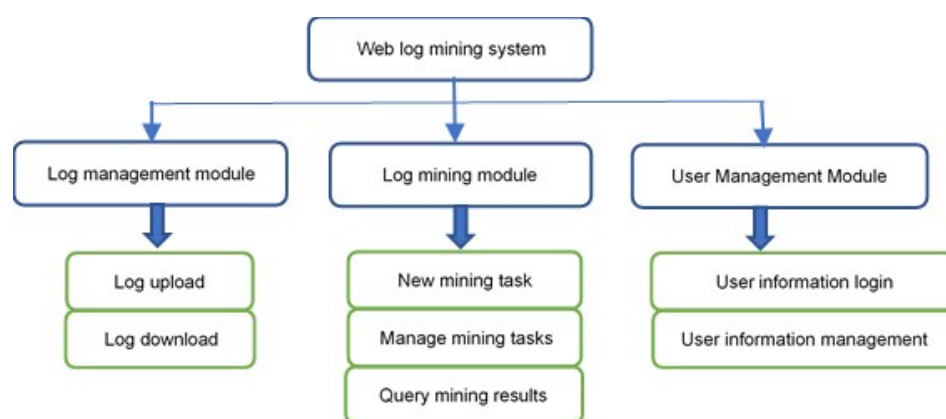 Web log mining system
Log management module
Log mining module
User Management Module
Log upload
New mining task
User information login
Log download
Manage mining tasks
User information management
Query mining results